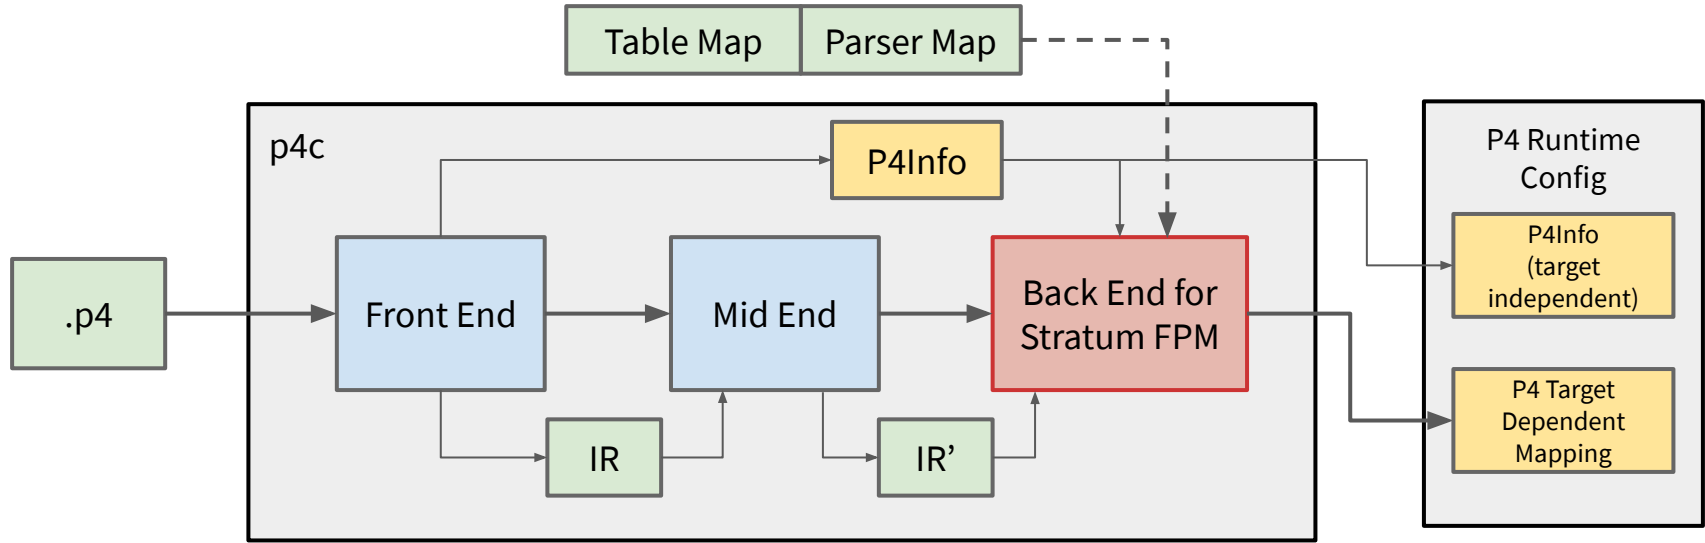 Table Map
Parser Map
p4c
P4Info
P4 Runtime
Config
.p4
Front End
Mid End
Back End for
Stratum FPM
P4Info
(target
independent)
IR
IR’
P4 Target
Dependent
Mapping